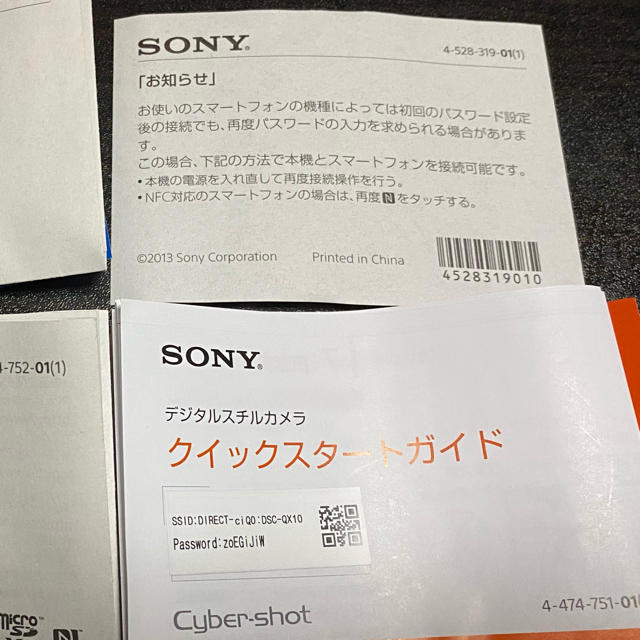 SONY®
4-528-319-01(1)
「お知らせ」
お使いのスマートフォンの機種によっては初回のパスワード設定
後の接続でも、再度パスワードの入力を求められる場合がありま
す。
この場合、下記の方法で本機とスマートフォンを接続可能です。
•本機の電源を入れ直して再度接続操作を行う。
•NFC対応のスマートフォンの場合は、再度Nをタッチする。
©2013 Sony Corporation
Printed in China
4528319010
-752-01(1)
SONY®
デジタルスチルカメラ
クイックスタートガイド
SSID:DIRECT-ciQ0:DSC-QX10
Password:zoEGiJiW
Cyber-shot
4-474-751-01
micro